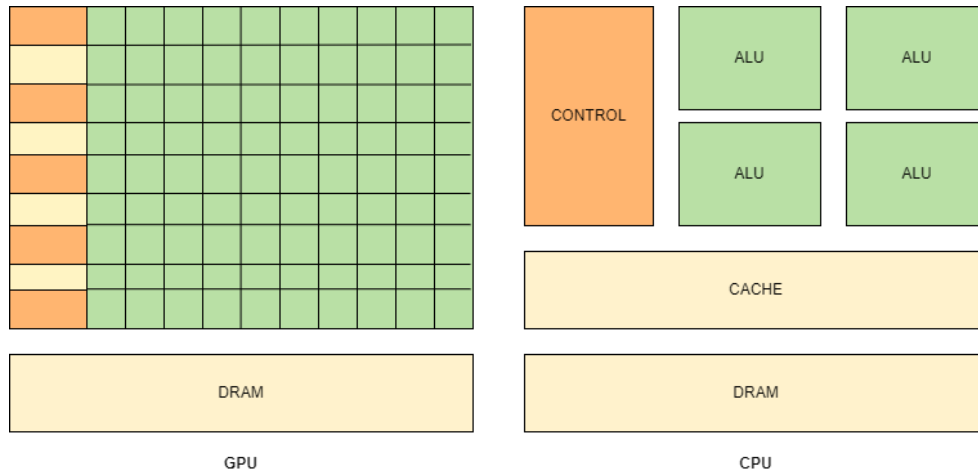 CONTROL
ALU
ALU
ALU
ALU
CACHE
DRAM
DRAM
GPU
CPU